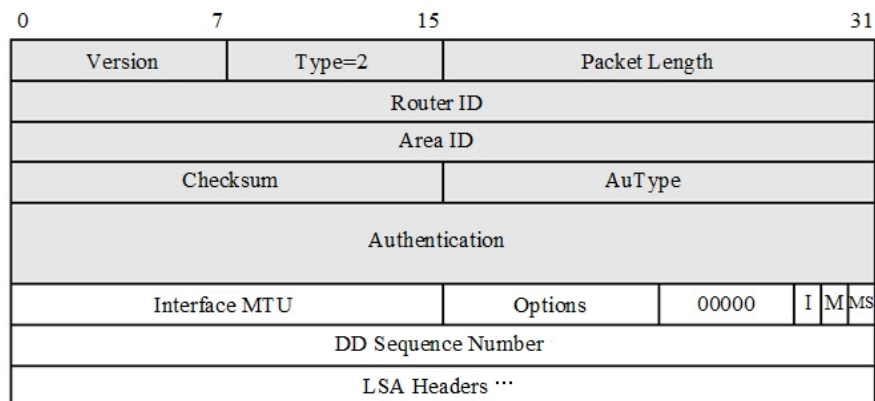 0 7 15 31
Version Type=2 Packet Length
Router ID
Area ID
Checksum AuType
Authentication
Interface MTU Options 00000 I M MS
DD Sequence Number
LSA Headers ···